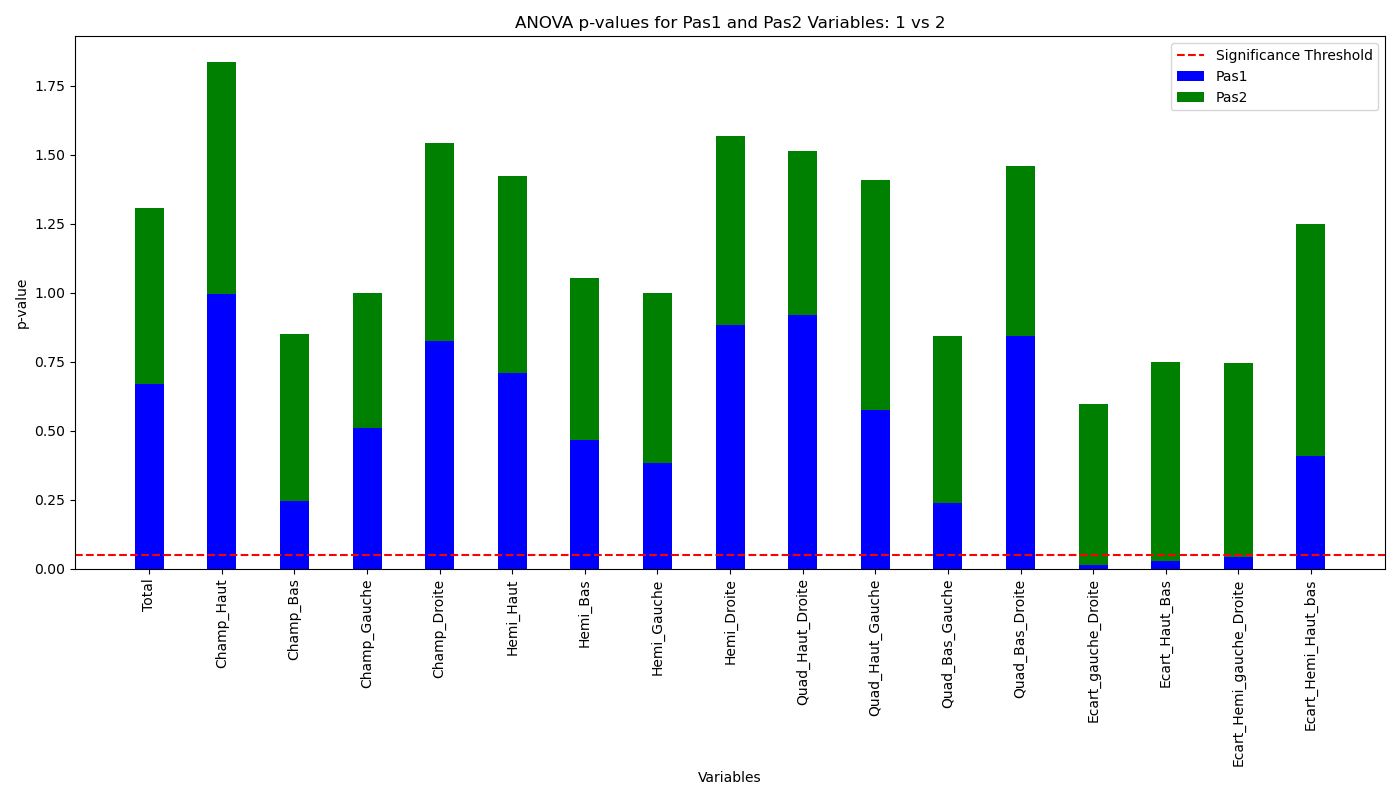 ANOVA p-values for Pas1 and Pas2 Variables: 1 vs 2
Significance Threshold
Pas1
Pas2
p-value
1.75
1.50
1.25
1.00
0.75
0.50
0.25
0.00
Total
Champ_Haut
Champ_Bas
Champ_Gauche
Champ_Droite
Hemi_Haut
Hemi_Bas
Hemi_Gauche
Hemi_Droite
Quad_Haut_Droite
Quad_Haut_Gauche
Quad_Bas_Gauche
Quad_Bas_Droite
Ecart_gauche_Droite
Ecart_Haut_Bas
Ecart_Hemi_gauche_Droite
Ecart_Hemi_Haut_bas
Variables